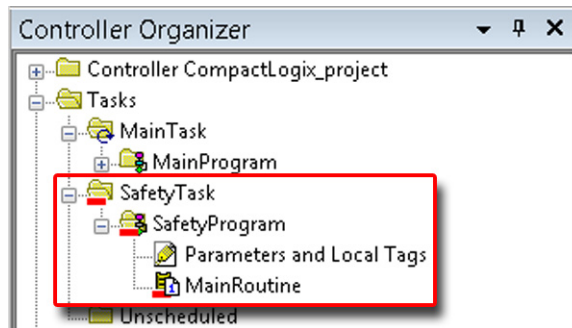 Controller Organizer
Controller CompactLogix_project
Tasks
MainTask
MainProgram
SafetyTask
SafetyProgram
Parameters and Local Tags
MainRoutine
Unscheduled